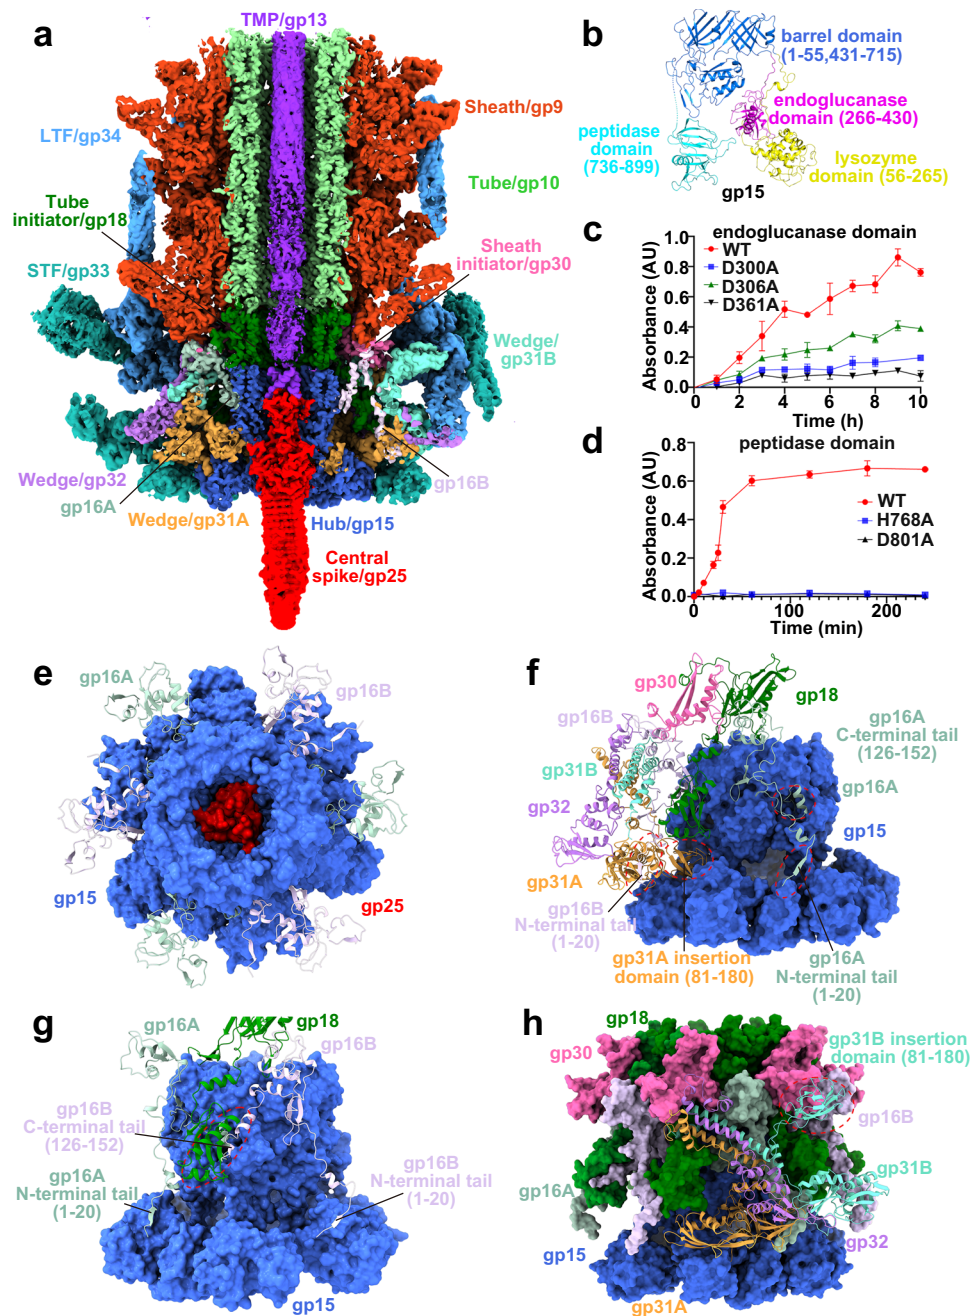 a
TMP/gp13
Sheath/gp9
LTF/gp34
Tube/gp10
Tube
initiator/gp18
Sheath
initiator/gp30
STF/gp33
Wedge/
gp31B
Wedge/gp32
gp16A
gp16B
Wedge/gp31A
Hub/gp15
Central
spike/gp25
b
barrel domain
(1-55,431-715)
endoglucanase
domain (266-430)
peptidase
domain
(736-899)
lysozyme
domain (56-265)
gp15
c
endoglucanase domain
WT
D300A
D306A
D361A
Absorbance (AU)
1.0
0.8
0.6
0.4
0.2
0.0
0 2 4 6 8 10
Time (h)
d
peptidase domain
WT
H768A
D801A
Absorbance (AU)
0.8
0.6
0.4
0.2
0.0
0 100 200
Time (min)
e
gp16A
gp16B
gp15
gp25
f
gp30
gp18
gp16B
gp16A
C-terminal tail
(126-152)
gp31B
gp16A
gp32
gp15
gp31A
gp16B
N-terminal tail
(1-20)
gp31A insertion
domain (81-180)
gp16A
N-terminal tail
(1-20)
g
gp18
gp16A
gp16B
gp16B
C-terminal tail
(126-152)
gp16A
N-terminal tail
(1-20)
gp16B
N-terminal tail
(1-20)
gp15
h
gp18
gp30
gp31B insertion
domain (81-180)
gp16B
gp31B
gp16A
gp15
gp32
gp31A